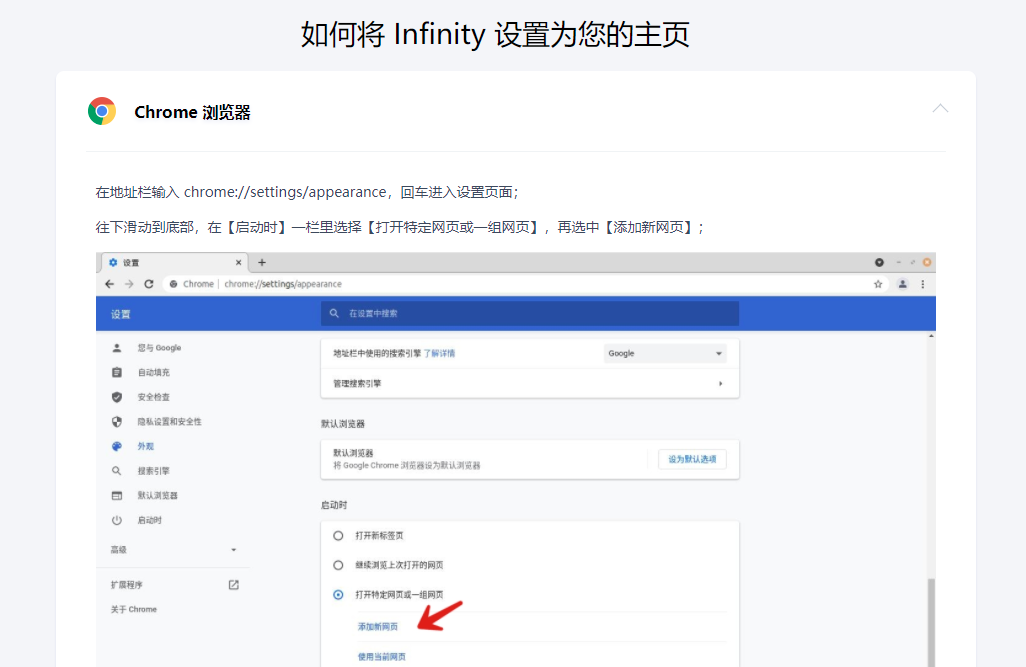 如何将 Infinity 设置为您的主页
Chrome 浏览器
在地址栏输入 chrome://settings/appearance，回车进入设置页面；
往下滑动到底部，在【启动时】一栏里选择【打开特定网页或一组网页】，再选中【添加新网页】；
设置
Chrome | chrome://settings/appearance
设置
在设置中搜索
您与 Google
自动填充
安全检查
隐私设置和安全性
外观
搜索引擎
默认浏览器
启动时
高级
扩展程序
关于 Chrome
地址栏中使用的搜索引擎 了解详情
Google
管理搜索引擎
默认浏览器
默认浏览器
将 Google Chrome 浏览器设为默认浏览器
设为默认选项
启动时
打开新标签页
继续浏览上次打开的网页
打开特定网页或一组网页
添加新网页
使用当前网页